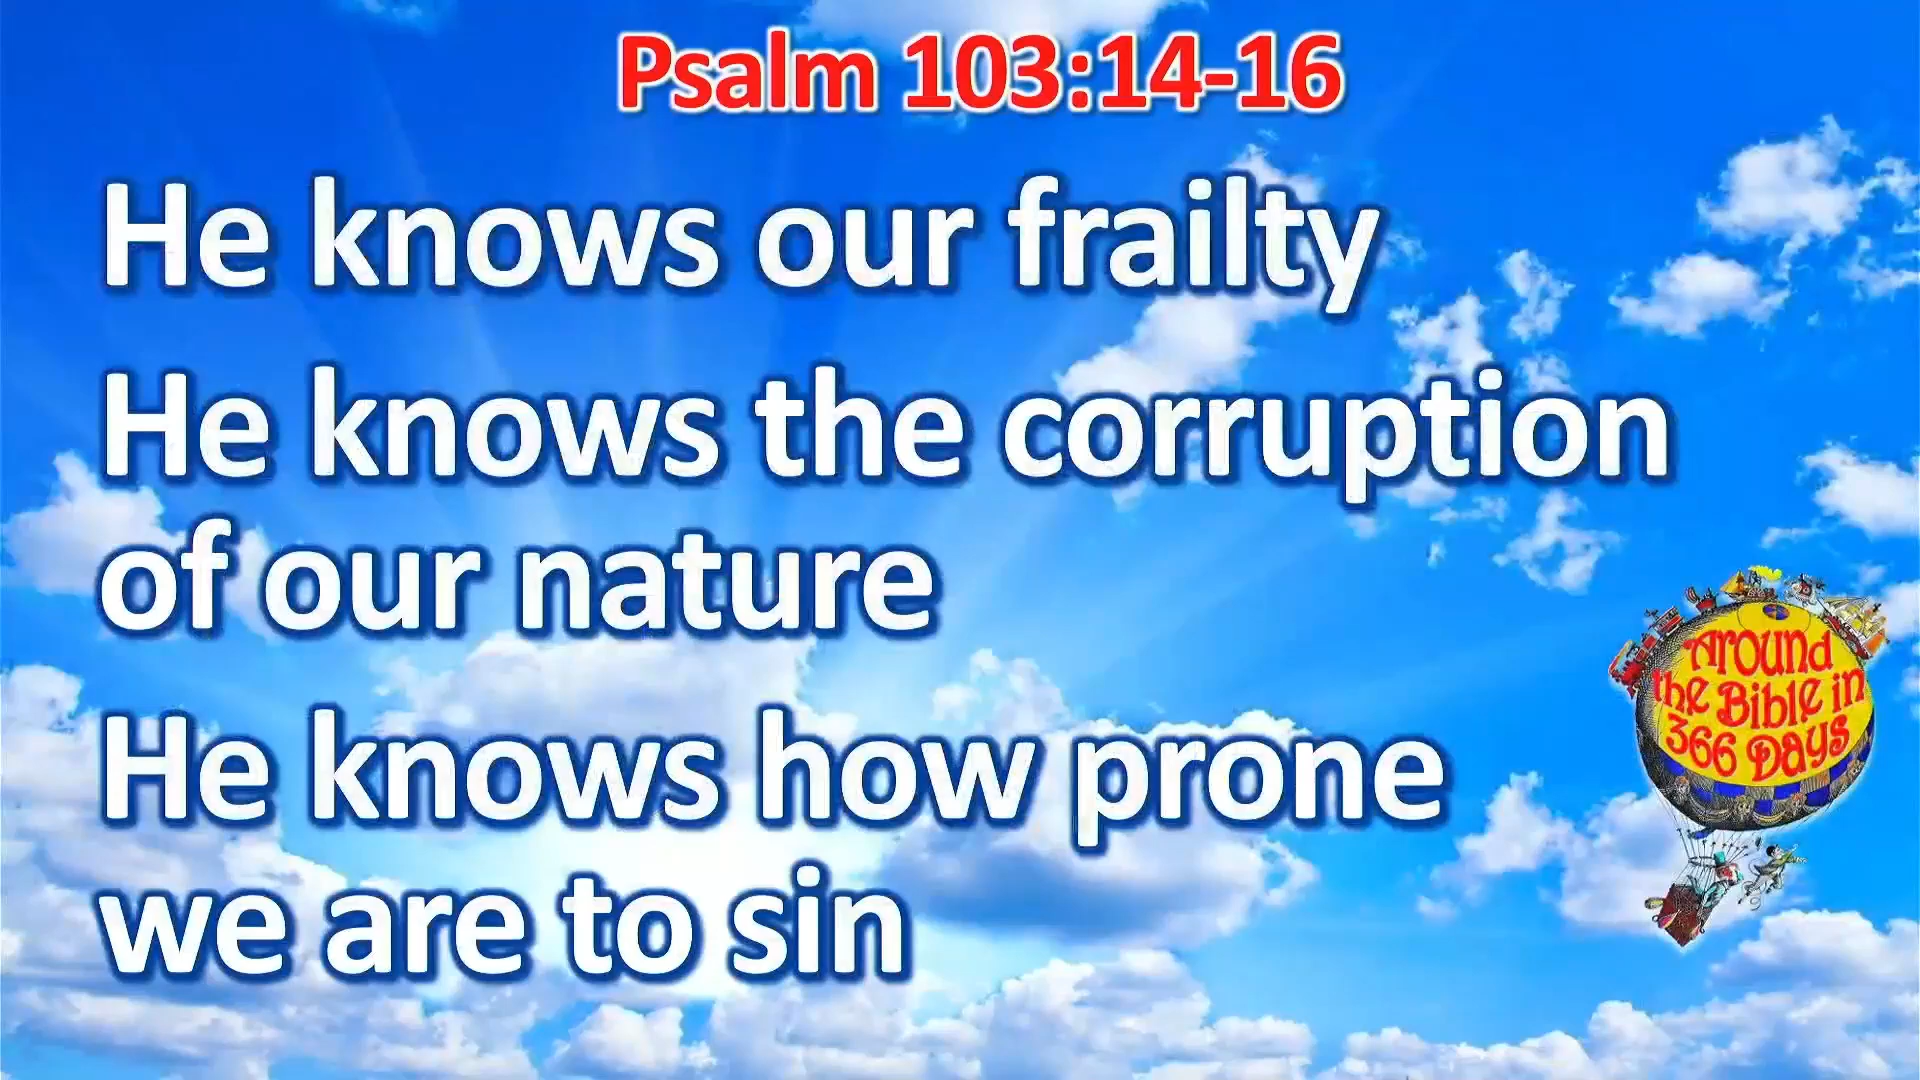 Psalm 103:14-16
He knows our frailty
He knows the corruption
of our nature
He knows how prone
we are to sin
Around
the Bible in
366 Days